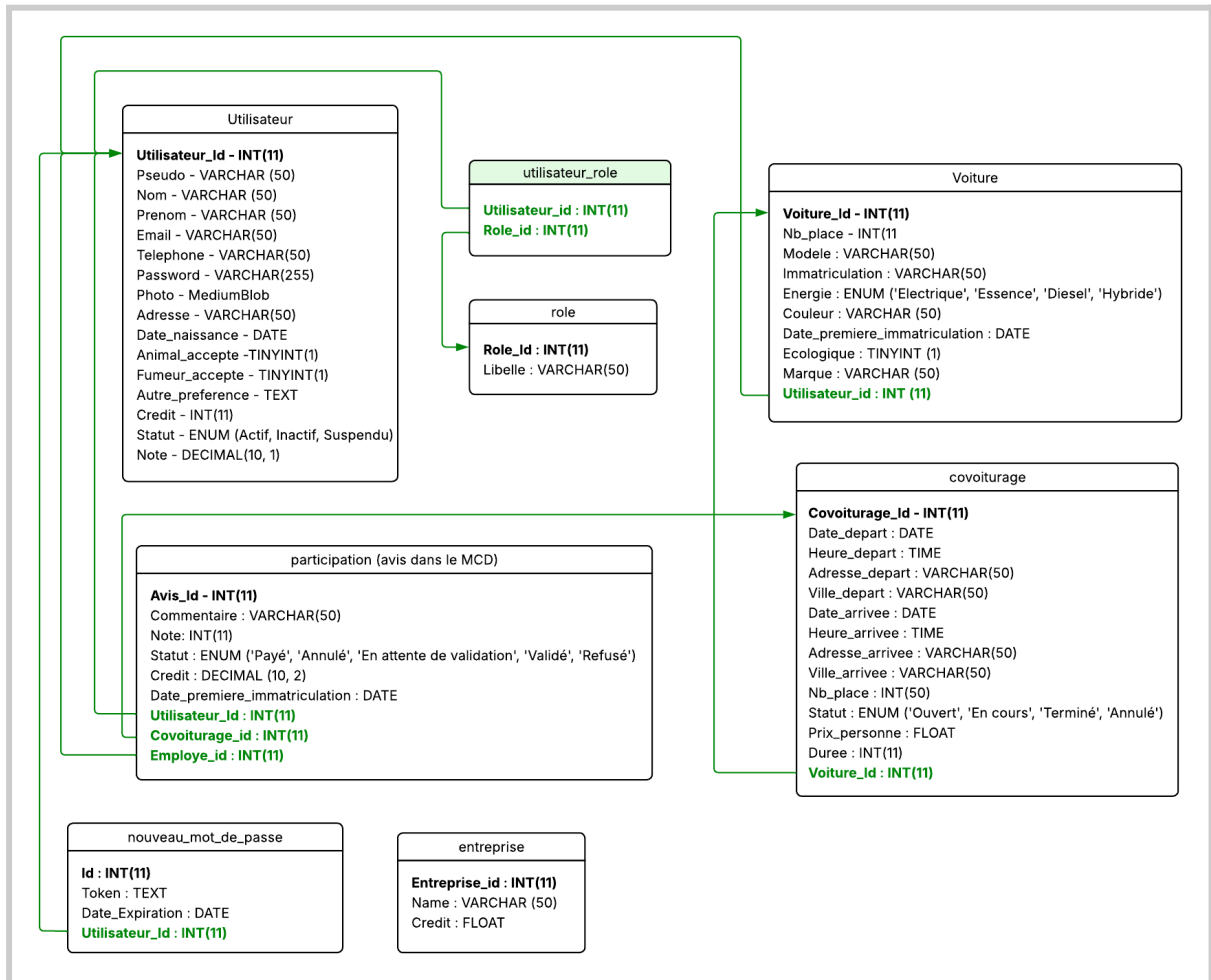 Utilisateur
Utilisateur_Id - INT(11)
Pseudo - VARCHAR (50)
Nom - VARCHAR (50)
Prenom - VARCHAR (50)
Email - VARCHAR(50)
Telephone - VARCHAR(50)
Password - VARCHAR(255)
Photo - MediumBlob
Adresse - VARCHAR(50)
Date_naissance - DATE
Animal_accepte -TINYINT(1)
Fumeur_accepte - TINYINT(1)
Autre_preference - TEXT
Credit - INT(11)
Statut - ENUM (Actif, Inactif, Suspendu)
Note - DECIMAL(10, 1)
utilisateur_role
Utilisateur_id : INT(11)
Role_id : INT(11)
role
Role_Id : INT(11)
Libelle : VARCHAR(50)
Voiture
Voiture_Id - INT(11)
Nb_place - INT(11
Modele : VARCHAR(50)
Immatriculation : VARCHAR(50)
Energie : ENUM ('Electrique', 'Essence', 'Diesel', 'Hybride')
Couleur : VARCHAR (50)
Date_premiere_immatriculation : DATE
Ecologique : TINYINT (1)
Marque : VARCHAR (50)
Utilisateur_id : INT (11)
covoiturage
Covoiturage_Id - INT(11)
Date_depart : DATE
Heure_depart : TIME
Adresse_depart : VARCHAR(50)
Ville_depart : VARCHAR(50)
Date_arrivee : DATE
Heure_arrivee : TIME
Adresse_arrivee : VARCHAR(50)
Ville_arrivee : VARCHAR(50)
Nb_place : INT(50)
Statut : ENUM ('Ouvert', 'En cours', 'Terminé', 'Annulé')
Prix_personne : FLOAT
Duree : INT(11)
Voiture_Id : INT(11)
participation (avis dans le MCD)
Avis_Id - INT(11)
Commentaire : VARCHAR(50)
Note: INT(11)
Statut : ENUM ('Payé', 'Annulé', 'En attente de validation', 'Validé', 'Refusé')
Credit : DECIMAL (10, 2)
Date_premiere_immatriculation : DATE
Utilisateur_Id : INT(11)
Covoiturage_id : INT(11)
Employe_id : INT(11)
nouveau_mot_de_passe
Id : INT(11)
Token : TEXT
Date_Expiration : DATE
Utilisateur_Id : INT(11)
entreprise
Entreprise_id : INT(11)
Name : VARCHAR (50)
Credit : FLOAT